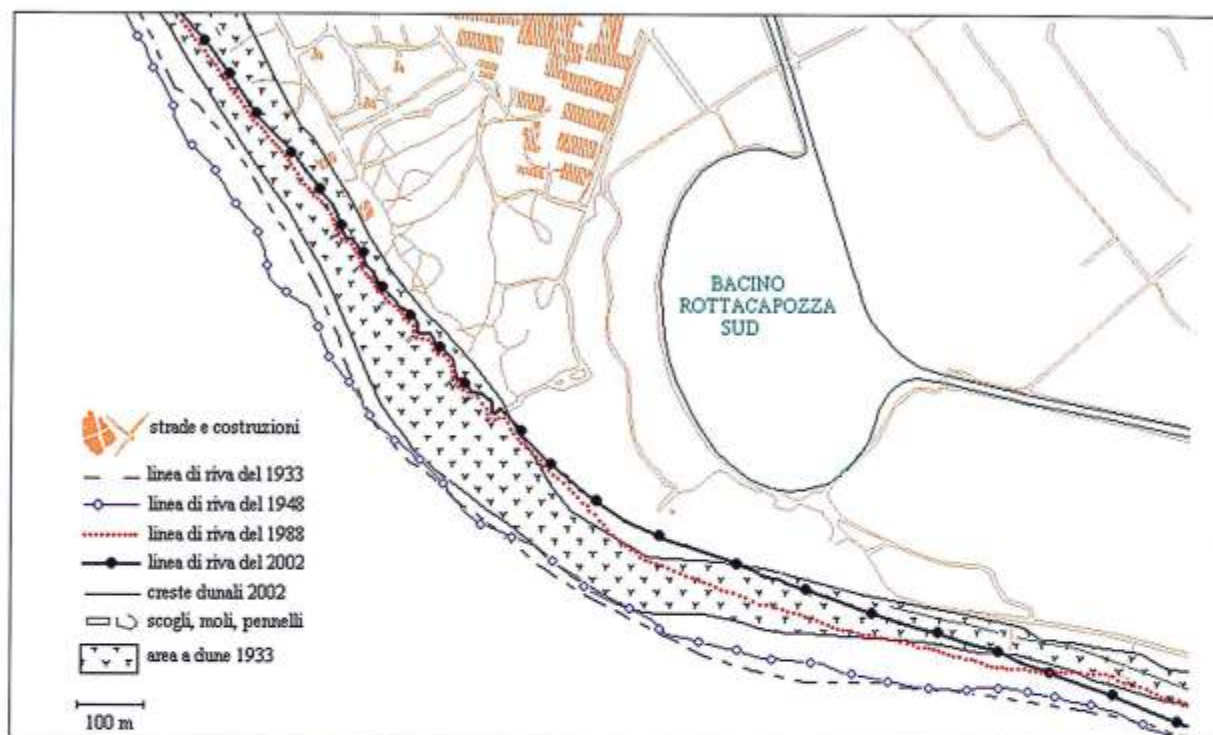 BACINO
ROTTACAPOZZA
SUD
strade e costruzioni
linea di riva del 1933
linea di riva del 1948
linea di riva del 1988
linea di riva del 2002
creste dunali 2002
scogli, moli, pennelli
area a dune 1933
100 m